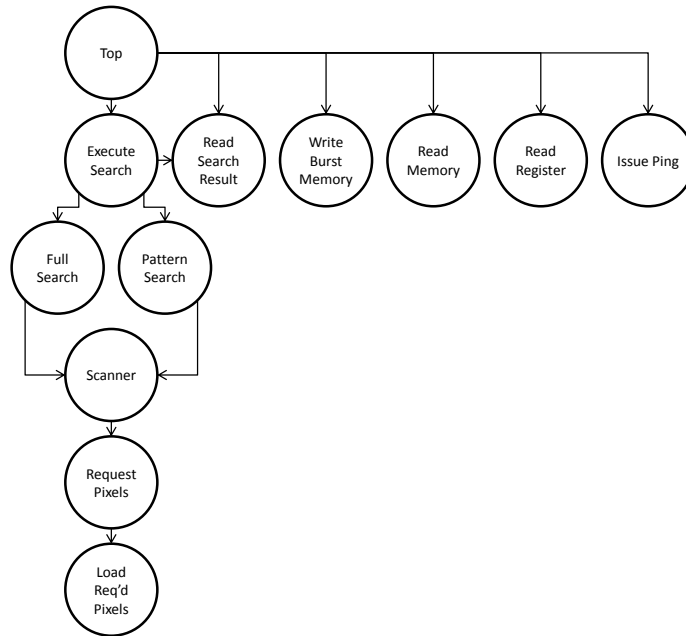 Top
Execute
Search
Read
Search
Result
Write
Burst
Memory
Read
Memory
Read
Register
Issue Ping
Full
Search
Pattern
Search
Scanner
Request
Pixels
Load
Req'd
Pixels